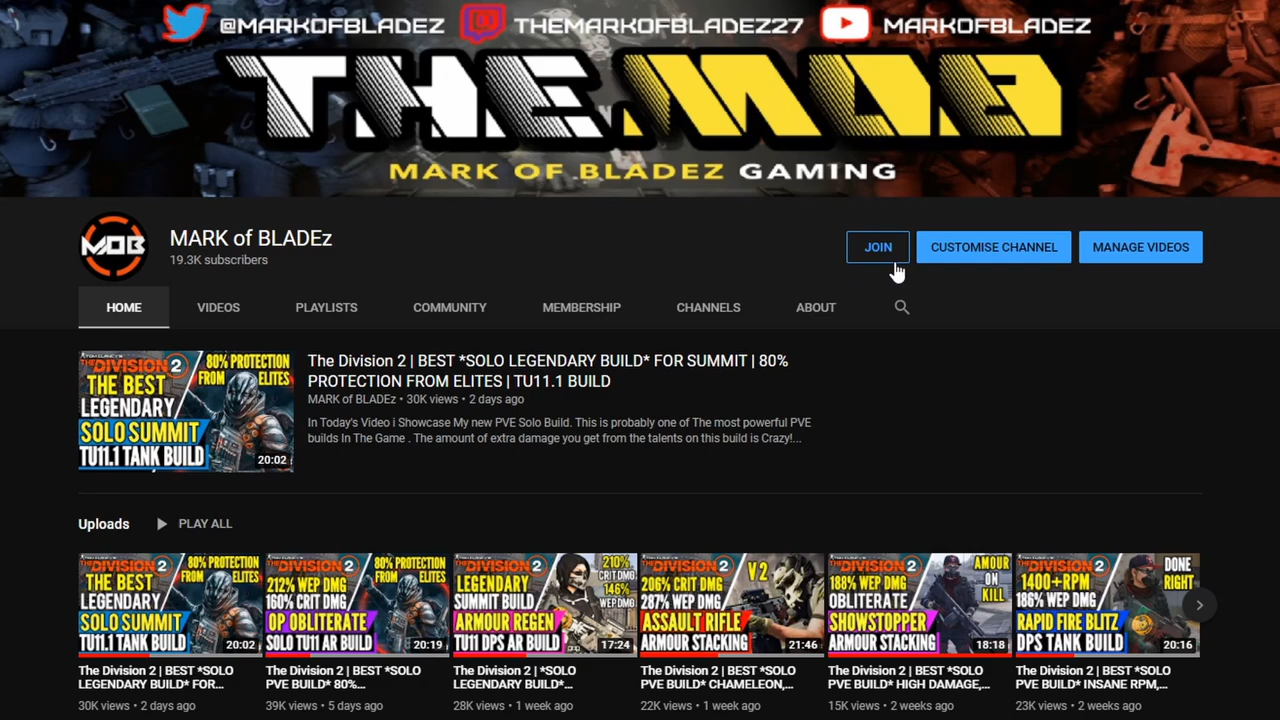 @MARKOFBLADEZ THEMARKOFBLADEZ27 MARKOFBLADEZ
THE MOB
MARK OF BLADEZ GAMING
MOB
MARK of BLADEz
19.3K subscribers
JOIN
CUSTOMISE CHANNEL
MANAGE VIDEOS
HOME
VIDEOS
PLAYLISTS
COMMUNITY
MEMBERSHIP
CHANNELS
ABOUT
THE DIVISION 2
80% PROTECTION
FROM ELITES
THE BEST
LEGENDARY
SOLO SUMMIT
TU11.1 TANK BUILD
20:02
The Division 2 | BEST *SOLO LEGENDARY BUILD* FOR SUMMIT | 80%
PROTECTION FROM ELITES | TU11.1 BUILD
MARK of BLADEz • 30K views • 2 days ago
In Today's Video i Showcase My new PVE Solo Build. This is probably one of The most powerful PVE
builds In The Game . The amount of extra damage you get from the talents on this build is Crazy!...
Uploads
PLAY ALL
DIVISION 2
80% PROTECTION
FROM ELITES
THE BEST
LEGENDARY
SOLO SUMMIT
TU11.1 TANK BUILD
20:02
The Division 2 | BEST *SOLO
LEGENDARY BUILD* FOR...
30K views • 2 days ago
DIVISION 2
80% PROTECTION
FROM ELITES
212% WEP DMG
160% CRIT DMG
OP OBLITERATE
SOLO TU11 AR BUILD
20:19
The Division 2 | BEST *SOLO
PVE BUILD* 80%...
39K views • 5 days ago
DIVISION 2
210%
CRIT DMG
146%
WEP DMG
LEGENDARY
SUMMIT BUILD
ARMOUR REGEN
TU11 DPS AR BUILD
17:24
The Division 2 | *SOLO
LEGENDARY BUILD*...
28K views • 1 week ago
DIVISION 2
V2
206% CRIT DMG
287% WEP DMG
ASSAULT RIFLE
ARMOUR STACKING
21:46
The Division 2 | BEST *SOLO
PVE BUILD* CHAMELEON,...
22K views • 1 week ago
DIVISION 2
AMOUR
ON
KILL
188% WEP DMG
OBLITERATE
SHOWSTOPPER
ARMOUR STACKING
18:18
The Division 2 | BEST *SOLO
PVE BUILD* HIGH DAMAGE,...
15K views • 2 weeks ago
DIVISION 2
DONE
RIGHT
1400+RPM
186% WEP DMG
RAPID FIRE BLITZ
DPS TANK BUILD
20:16
The Division 2 | BEST *SOLO
PVE BUILD* INSANE RPM,...
23K views • 2 weeks ago